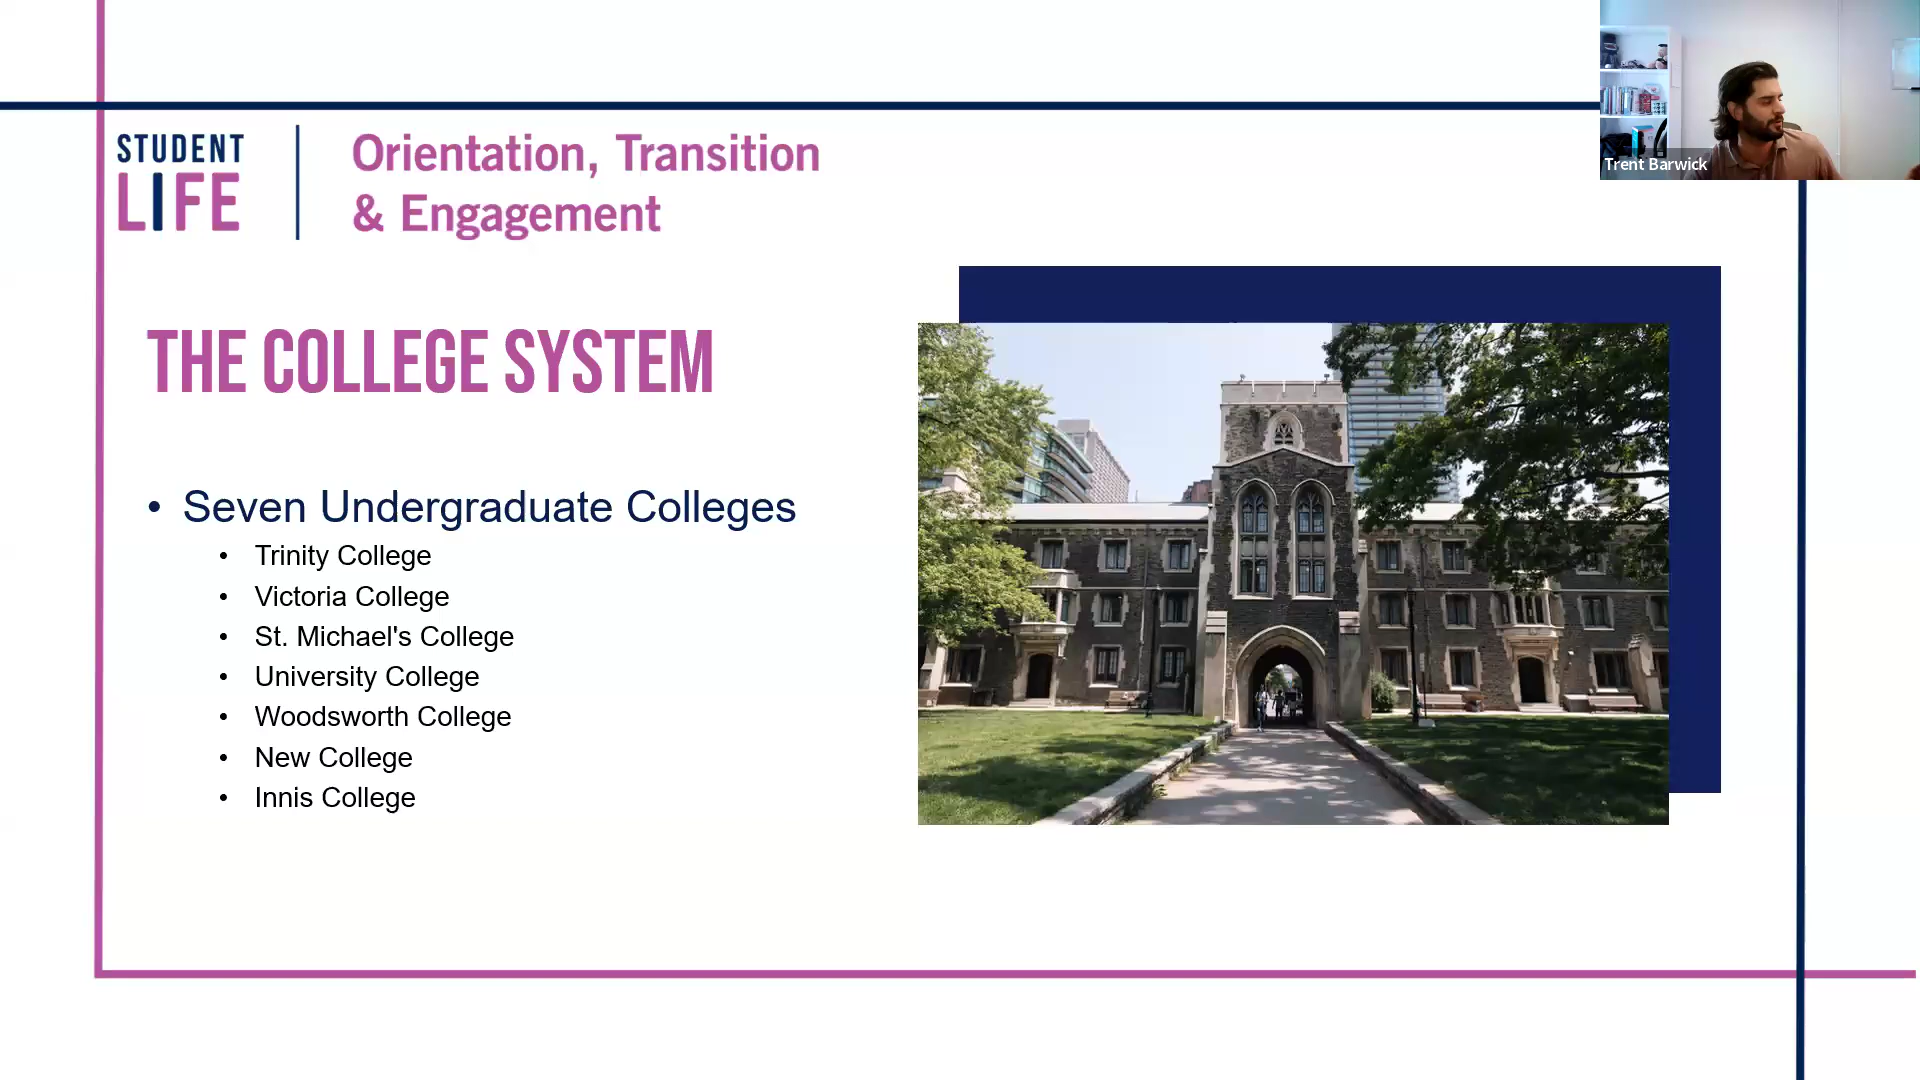 STUDENT
LIFE
Orientation, Transition
& Engagement
Trent Barwick
THE COLLEGE SYSTEM
• Seven Undergraduate Colleges
• Trinity College
• Victoria College
• St. Michael's College
• University College
• Woodsworth College
• New College
• Innis College